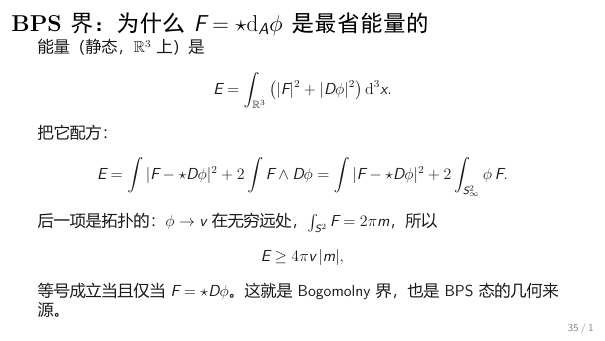 BPS 界：为什么 F = ⋆d_Aϕ 是最省能量的
能量（静态，ℝ³ 上）是
E = ∫_{ℝ³} (|F|² + |Dϕ|²) d³x.
把它配方：
E = ∫ |F − ⋆Dϕ|² + 2 ∫ F ∧ Dϕ = ∫ |F − ⋆Dϕ|² + 2 ∫_{S²_∞} ϕ F.
后一项是拓扑的：ϕ → v 在无穷远处，∫_{S²} F = 2πm，所以
E ≥ 4πv |m|,
等号成立当且仅当 F = ⋆Dϕ。这就是 Bogomolny 界，也是 BPS 态的几何来
源。
35 / 1